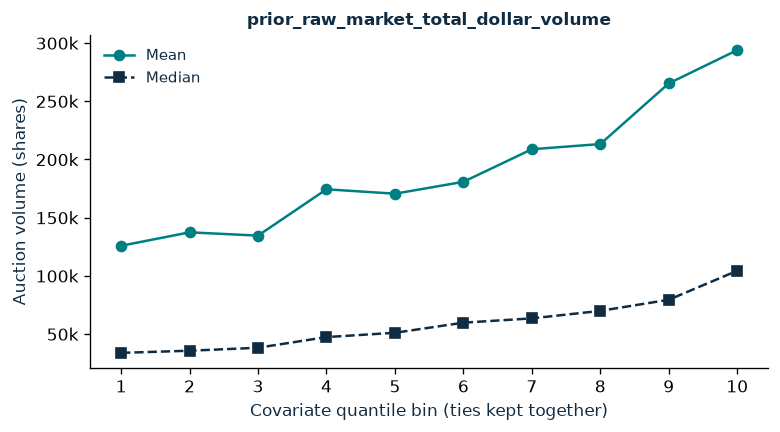 prior_raw_market_total_dollar_volume
Mean
Median
Auction volume (shares)
300k
250k
200k
150k
100k
50k
1 2 3 4 5 6 7 8 9 10
Covariate quantile bin (ties kept together)